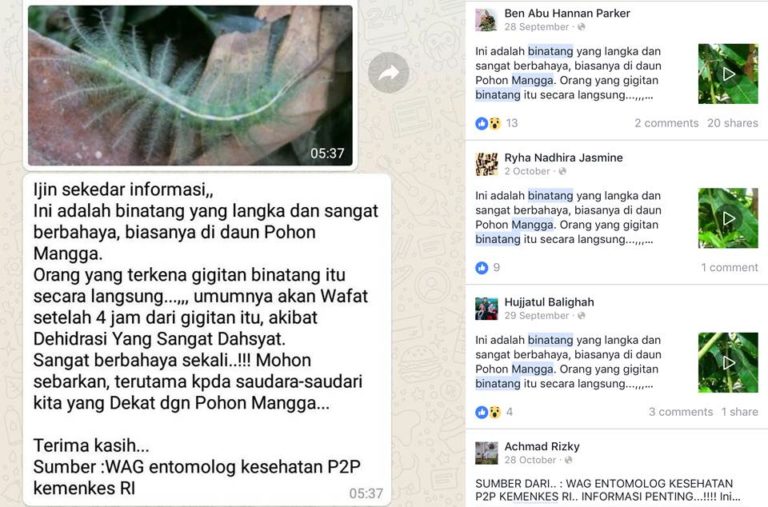 05:37
Ijin sekedar informasi,,
Ini adalah binatang yang langka dan sangat
berbahaya, biasanya di daun Pohon
Mangga.
Orang yang terkena gigitan binatang itu
secara langsung...,,, umumnya akan Wafat
setelah 4 jam dari gigitan itu, akibat
Dehidrasi Yang Sangat Dahsyat.
Sangat berbahaya sekali..!!! Mohon
sebarkan, terutama kpda saudara-saudari
kita yang Dekat dgn Pohon Mangga...
Terima kasih...
Sumber :WAG entomolog kesehatan P2P
kemenkes RI
05:37
Ben Abu Hannan Parker
28 September ·
Ini adalah binatang yang langka dan
sangat berbahaya, biasanya di daun
Pohon Mangga. Orang yang gigitan
binatang itu secara langsung...,,,...
13
2 comments 20 shares
Ryha Nadhira Jasmine
2 October ·
Ini adalah binatang yang langka dan
sangat berbahaya, biasanya di daun
Pohon Mangga. Orang yang gigitan
binatang itu secara langsung...,,,...
9
1 comment
Hujjatul Balighah
29 September ·
Ini adalah binatang yang langka dan
sangat berbahaya, biasanya di daun
Pohon Mangga. Orang yang gigitan
binatang itu secara langsung...,,,...
4
3 comments 1 share
Achmad Rizky
28 October ·
SUMBER DARI.. : WAG ENTOMOLOG KESEHATAN
P2P KEMENKES RI.. INFORMASI PENTING...!!!! Ini...